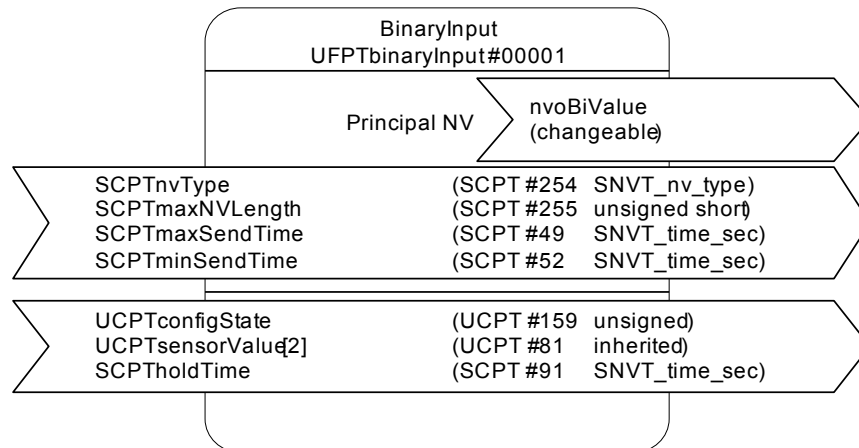 BinaryInput
UFPTbinaryInput#00001
Principal NV
nvoBiValue
(changeable)
SCPTnvType (SCPT #254 SNVT_nv_type)
SCPTmaxNVLength (SCPT #255 unsigned short)
SCPTmaxSendTime (SCPT #49 SNVT_time_sec)
SCPTminSendTime (SCPT #52 SNVT_time_sec)
UCPTconfigState (UCPT #159 unsigned)
UCPTsensorValue[2] (UCPT #81 inherited)
SCPTholdTime (SCPT #91 SNVT_time_sec)